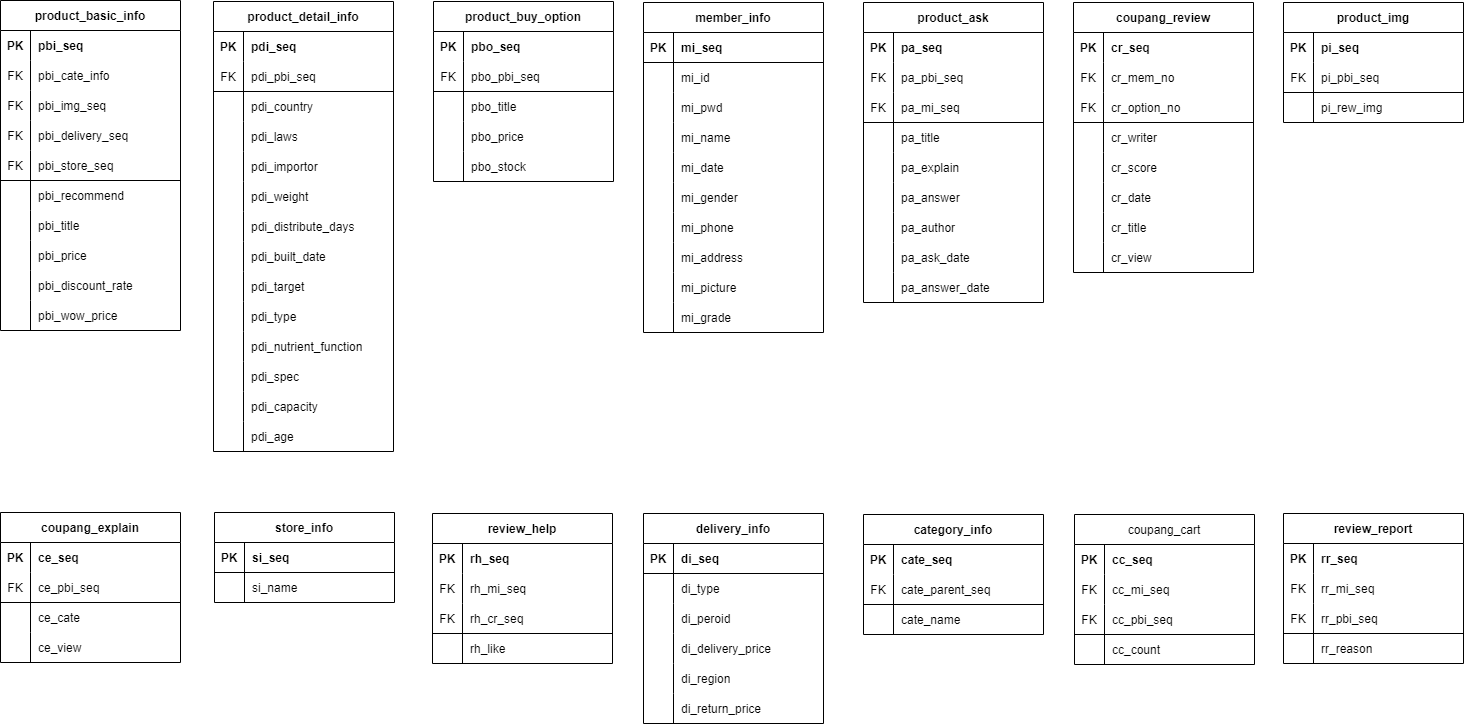 product_basic_info
PK pbi_seq
FK pbi_cate_info
FK pbi_img_seq
FK pbi_delivery_seq
FK pbi_store_seq
pbi_recommend
pbi_title
pbi_price
pbi_discount_rate
pbi_wow_price
product_detail_info
PK pdi_seq
FK pdi_pbi_seq
pdi_country
pdi_laws
pdi_importor
pdi_weight
pdi_distribute_days
pdi_built_date
pdi_target
pdi_type
pdi_nutrient_function
pdi_spec
pdi_capacity
pdi_age
product_buy_option
PK pbo_seq
FK pbo_pbi_seq
pbo_title
pbo_price
pbo_stock
member_info
PK mi_seq
mi_id
mi_pwd
mi_name
mi_date
mi_gender
mi_phone
mi_address
mi_picture
mi_grade
product_ask
PK pa_seq
FK pa_pbi_seq
FK pa_mi_seq
pa_title
pa_explain
pa_answer
pa_author
pa_ask_date
pa_answer_date
coupang_review
PK cr_seq
FK cr_mem_no
FK cr_option_no
cr_writer
cr_score
cr_date
cr_title
cr_view
product_img
PK pi_seq
FK pi_pbi_seq
pi_rew_img
coupang_explain
PK ce_seq
FK ce_pbi_seq
ce_cate
ce_view
store_info
PK si_seq
si_name
review_help
PK rh_seq
FK rh_mi_seq
FK rh_cr_seq
rh_like
delivery_info
PK di_seq
di_type
di_peroid
di_delivery_price
di_region
di_return_price
category_info
PK cate_seq
FK cate_parent_seq
cate_name
coupang_cart
PK cc_seq
FK cc_mi_seq
FK cc_pbi_seq
cc_count
review_report
PK rr_seq
FK rr_mi_seq
FK rr_pbi_seq
rr_reason